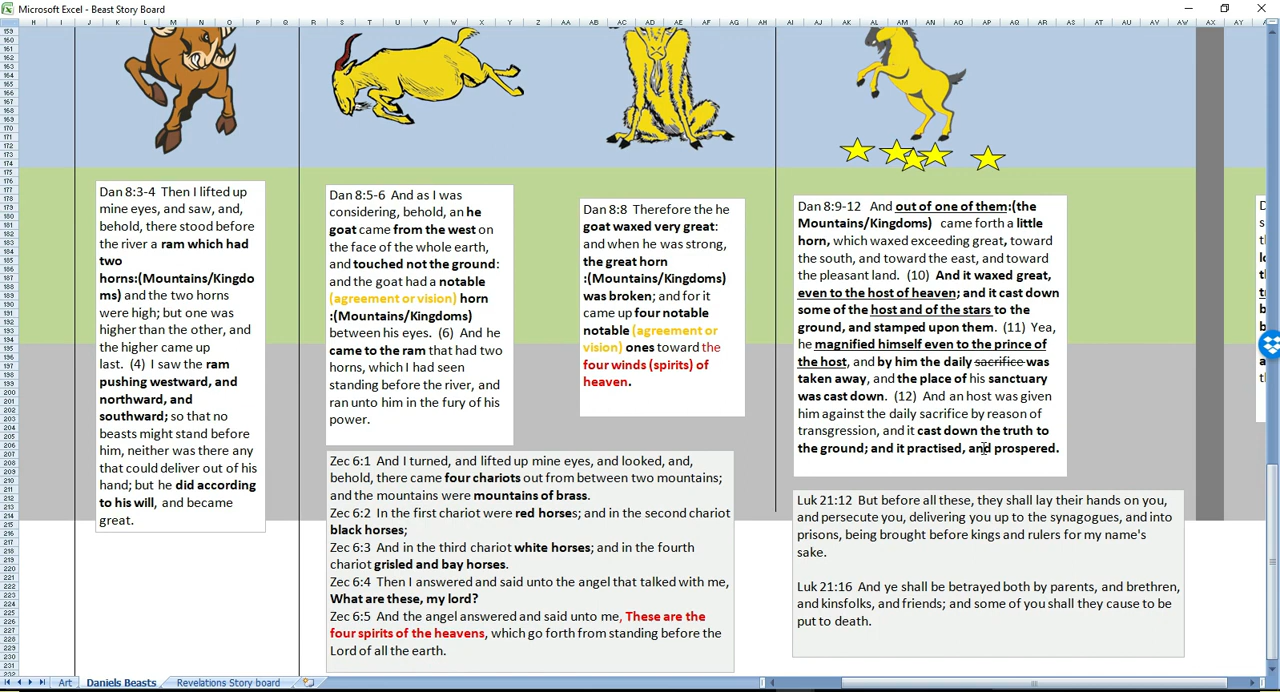 Microsoft Excel - Beast Story Board
Dan 8:3-4 Then I lifted up
mine eyes, and saw, and,
behold, there stood before
the river a ram which had
two
horns:(Mountains/Kingdo
ms) and the two horns
were high; but one was
higher than the other, and
the higher came up
last. (4) I saw the ram
pushing westward, and
northward, and
southward; so that no
beasts might stand before
him, neither was there any
that could deliver out of his
hand; but he did according
to his will, and became
great.
Dan 8:5-6 And as I was
considering, behold, an he
goat came from the west on
the face of the whole earth,
and touched not the ground:
and the goat had a notable
(agreement or vision) horn
:(Mountains/Kingdoms)
between his eyes. (6) And he
came to the ram that had two
horns, which I had seen
standing before the river, and
ran unto him in the fury of his
power.
Dan 8:8 Therefore the he
goat waxed very great:
and when he was strong,
the great horn
:(Mountains/Kingdoms)
was broken; and for it
came up four notable
notable (agreement or
vision) ones toward the
four winds (spirits) of
heaven.
Dan 8:9-12 And out of one of them:(the
Mountains/Kingdoms) came forth a little
horn, which waxed exceeding great, toward
the south, and toward the east, and toward
the pleasant land. (10) And it waxed great,
even to the host of heaven; and it cast down
some of the host and of the stars to the
ground, and stamped upon them. (11) Yea,
he magnified himself even to the prince of
the host, and by him the daily sacrifice was
taken away, and the place of his sanctuary
was cast down. (12) And an host was given
him against the daily sacrifice by reason of
transgression, and it cast down the truth to
the ground; and it practised, and prospered.
Zec 6:1 And I turned, and lifted up mine eyes, and looked, and,
behold, there came four chariots out from between two mountains;
and the mountains were mountains of brass.
Zec 6:2 In the first chariot were red horses; and in the second chariot
black horses;
Zec 6:3 And in the third chariot white horses; and in the fourth
chariot grisled and bay horses.
Zec 6:4 Then I answered and said unto the angel that talked with me,
What are these, my lord?
Zec 6:5 And the angel answered and said unto me, These are the
four spirits of the heavens, which go forth from standing before the
Lord of all the earth.
Luk 21:12 But before all these, they shall lay their hands on you,
and persecute you, delivering you up to the synagogues, and into
prisons, being brought before kings and rulers for my name's
sake.
Luk 21:16 And ye shall be betrayed both by parents, and brethren,
and kinsfolks, and friends; and some of you shall they cause to be
put to death.
Art Daniels Beasts Revelations Story board